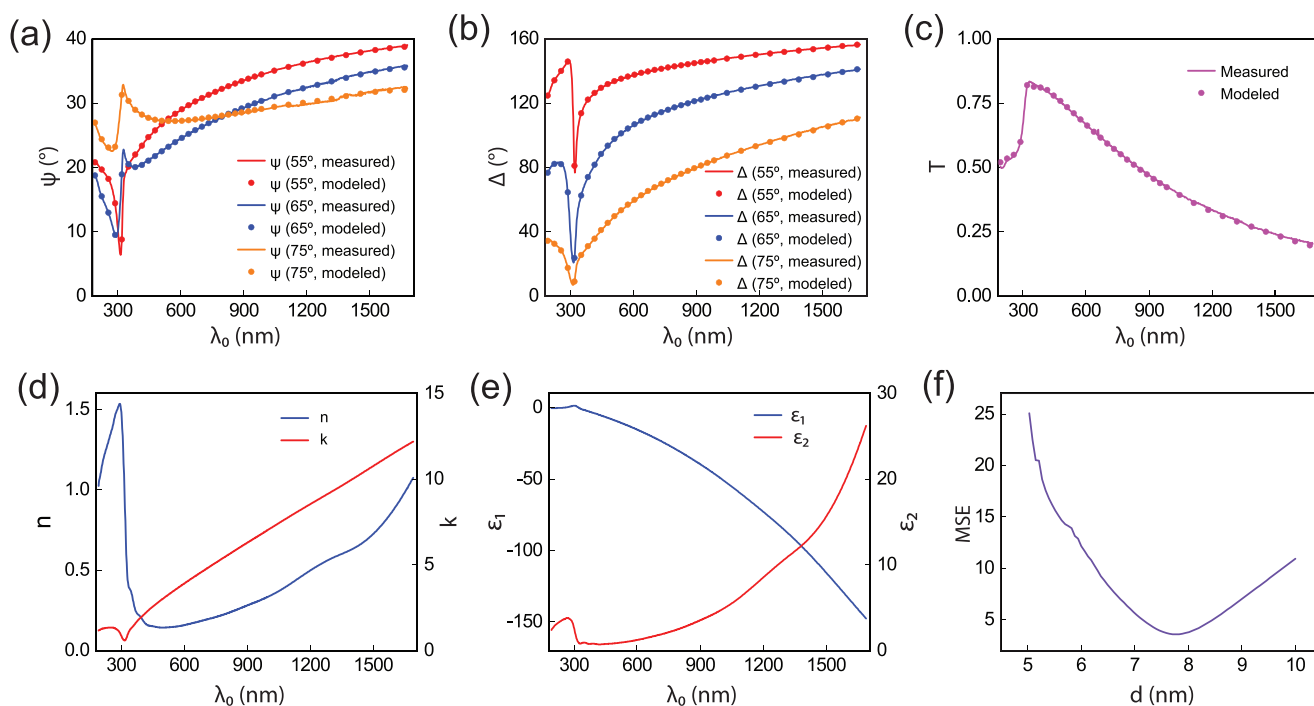 (a)
40
30
20
10
0
ψ (°)
300 600 900 1200 1500
λ₀ (nm)
ψ (55º, measured)
ψ (55º, modeled)
ψ (65º, measured)
ψ (65º, modeled)
ψ (75º, measured)
ψ (75º, modeled)
(b)
160
120
80
40
0
Δ (°)
300 600 900 1200 1500
λ₀ (nm)
Δ (55º, measured)
Δ (55º, modeled)
Δ (65º, measured)
Δ (65º, modeled)
Δ (75º, measured)
Δ (75º, modeled)
(c)
1.00
0.75
0.50
0.25
0.00
T
300 600 900 1200 1500
λ₀ (nm)
Measured
Modeled
(d)
1.5
1.0
0.5
0.0
n
15
10
5
0
k
300 600 900 1200 1500
λ₀ (nm)
n
k
(e)
0
-50
-100
-150
ε₁
30
20
10
0
ε₂
300 600 900 1200 1500
λ₀ (nm)
ε₁
ε₂
(f)
25
20
15
10
5
MSE
5 6 7 8 9 10
d (nm)